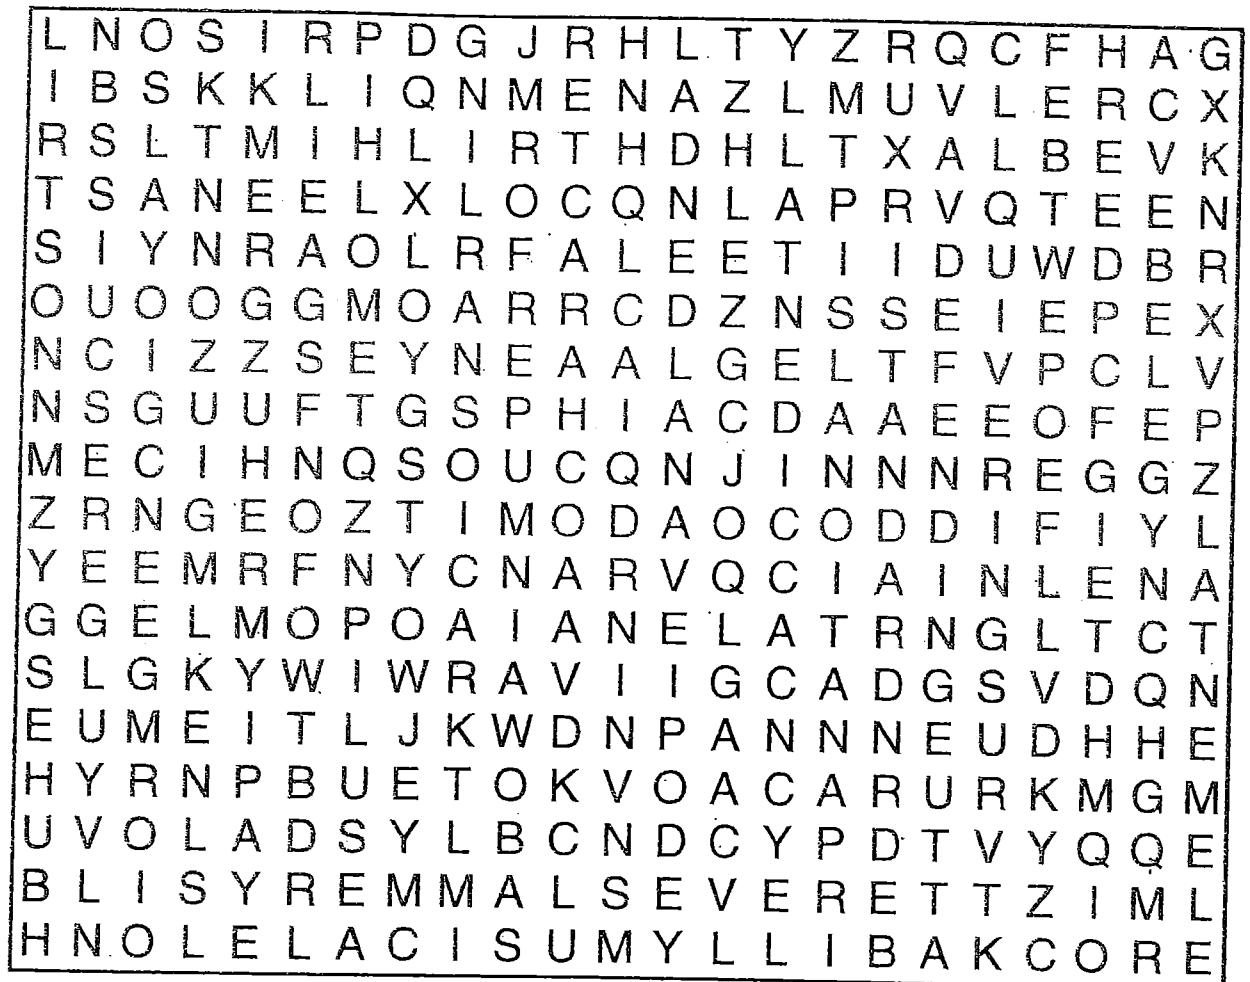 L N O S I R P D G J R H L T Y Z R Q C F H A G
I B S K K L I Q N M E N A Z L M U V L E R C X
R S L T M I H L I R T H D H L T X A L B E V K
T S A N E E L X L O C Q N L A P R V Q T E E N
S I Y N R A O L R F A L E E T I I D U W D B R
O U O O G G M O A R R C D Z N S S E I E P E X
N C I Z Z S E Y N E A A L G E L T F V P C L V
N S G U U F T G S P H I A C D A A E E O F E P
M E C I H N Q S O U C Q N J I N N N R E G G Z
Z R N G E O Z T I M O D A O C O D D I F I Y L
Y E E M R F N Y C N A R V Q C I A I N L E N A
G G E L M O P O A I A N E L A T R N G L T C T
S L G K Y W I W R A V I I G C A D G S V D Q N
E U M E I T L J K W D N P A N N N E U D H H E
H Y R N P B U E T O K V O A C A R U R K M G M
U V O L A D S Y L B C N D C Y P D T V Y Q Q E
B L I S Y R E M M A L S E V E R E T T Z I M L
H N O L E L A C I S U M Y L L I B A K C O R E